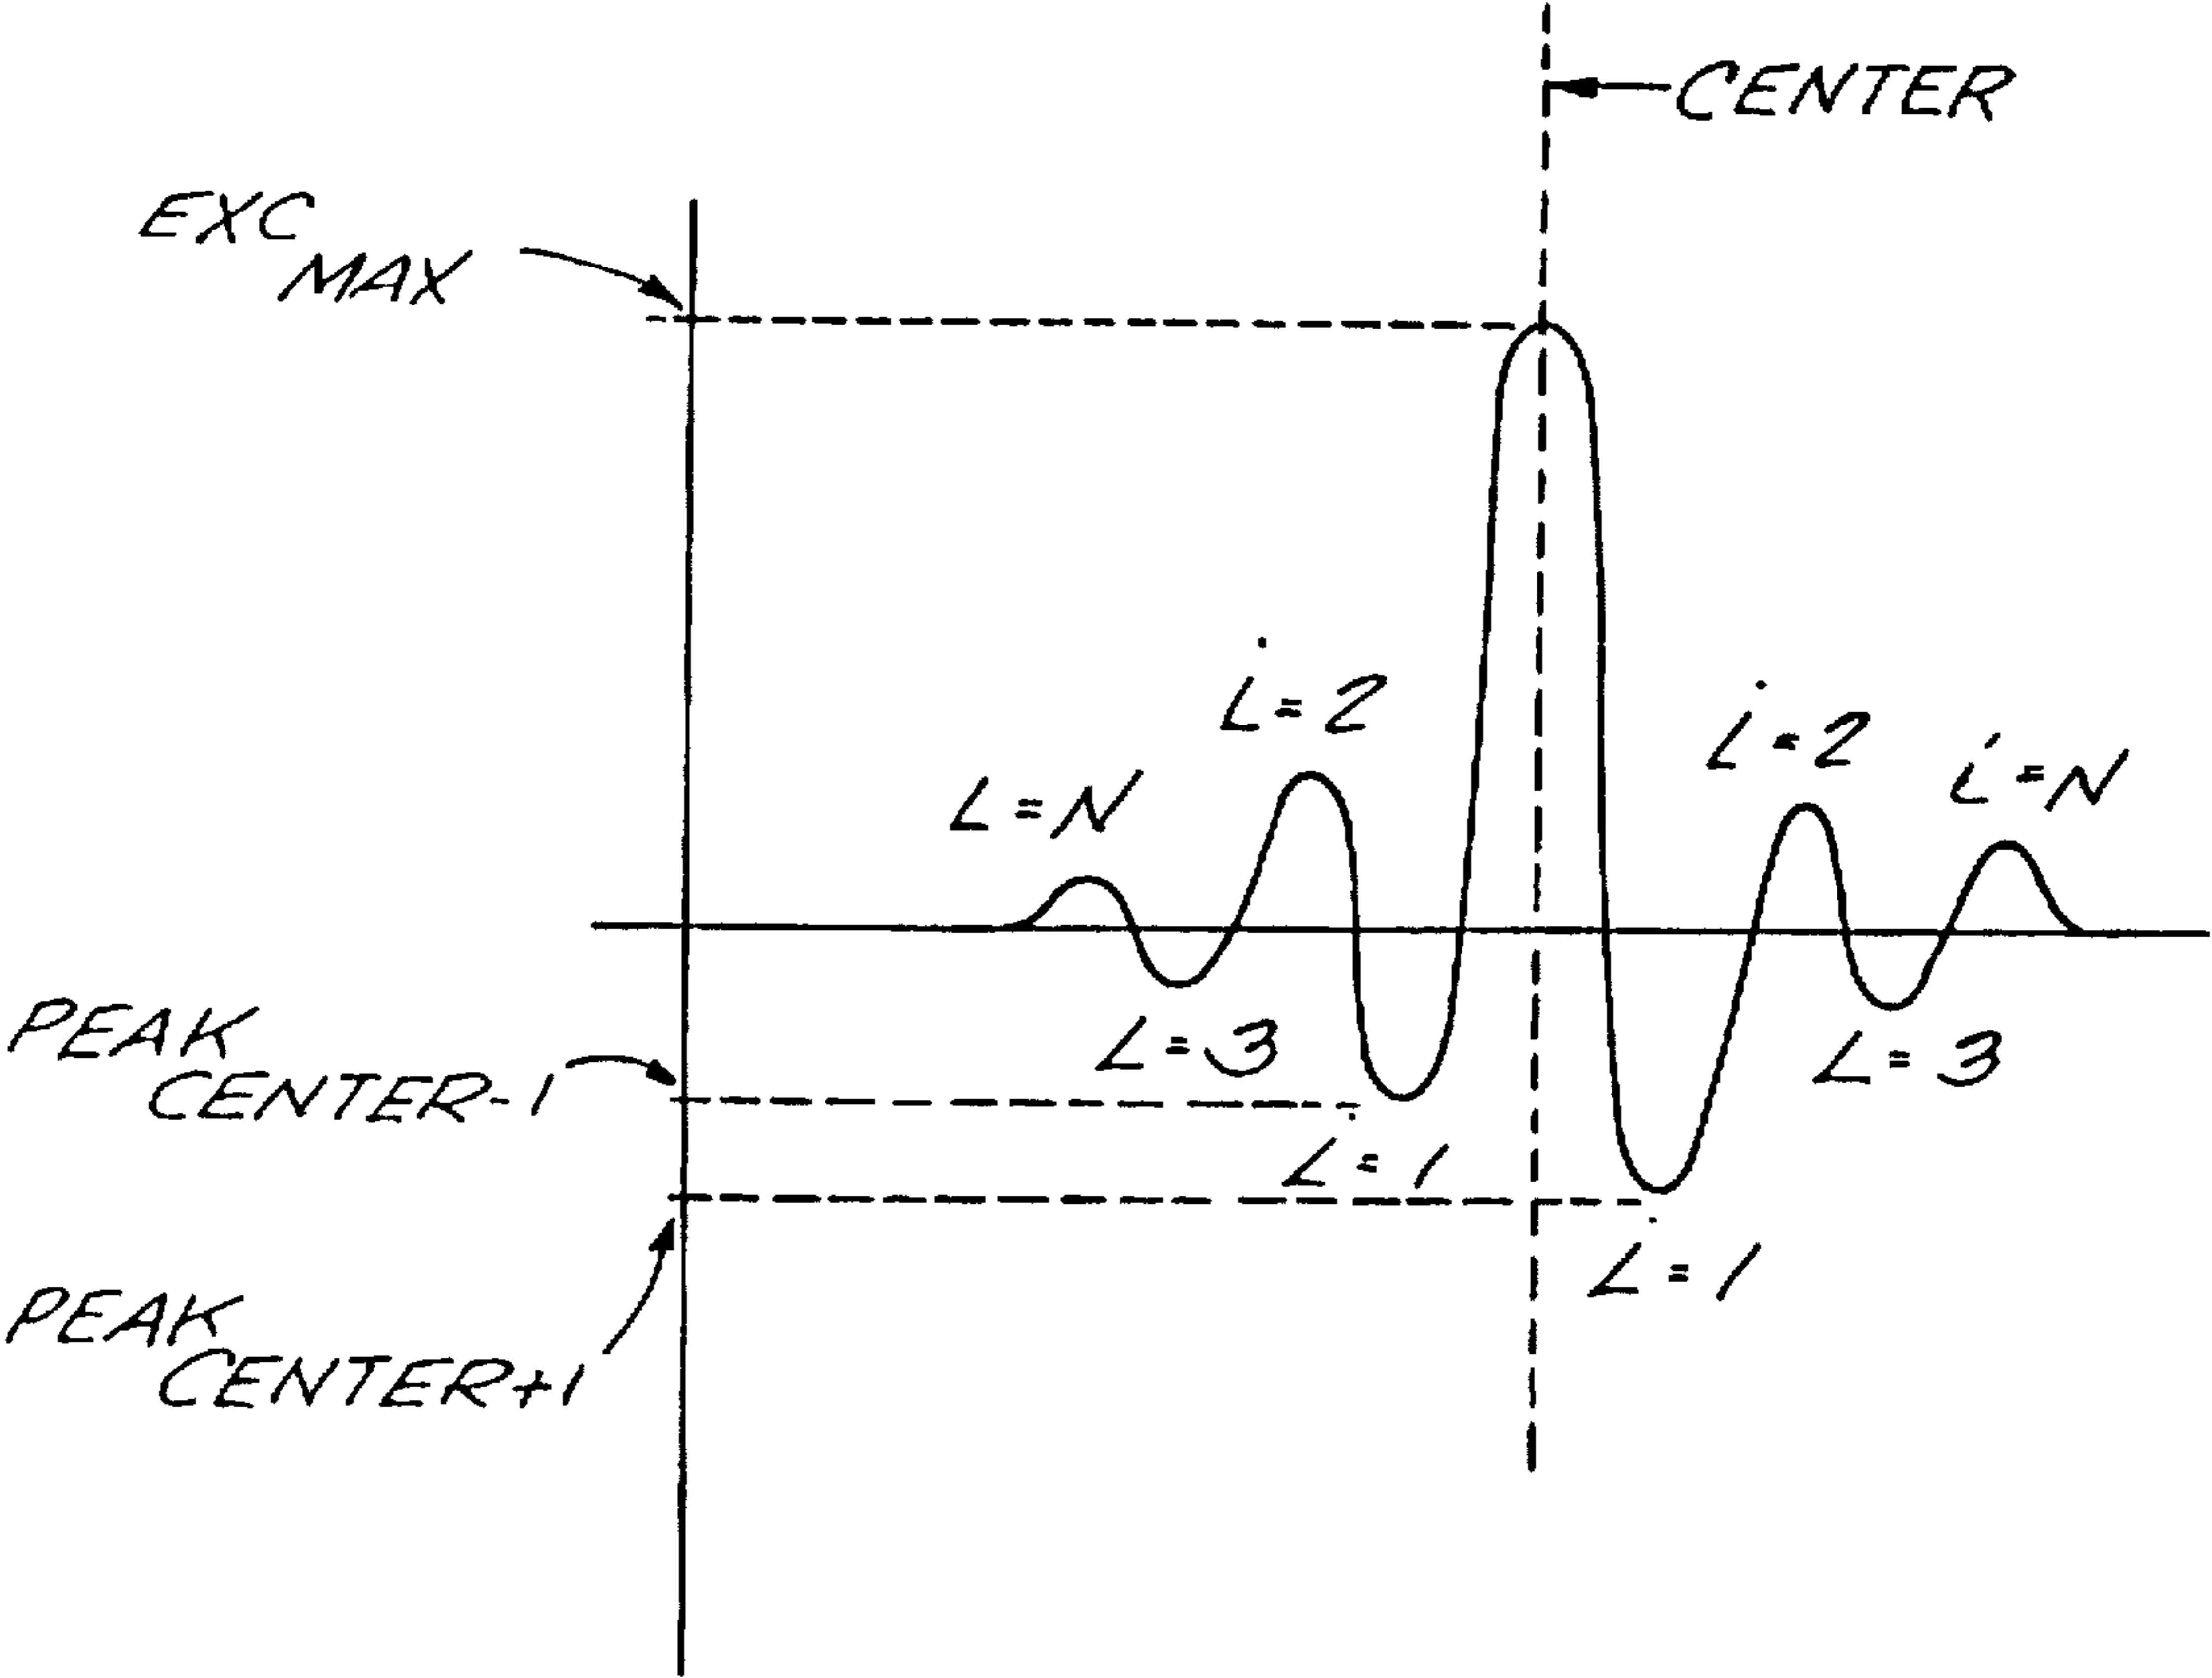 CENTER
EXC
MAX
i=2
i=2
L=N
i=N
PEAK
CENTER-1
L=3
L=3
i=1
i=1
PEAK
CENTER+1